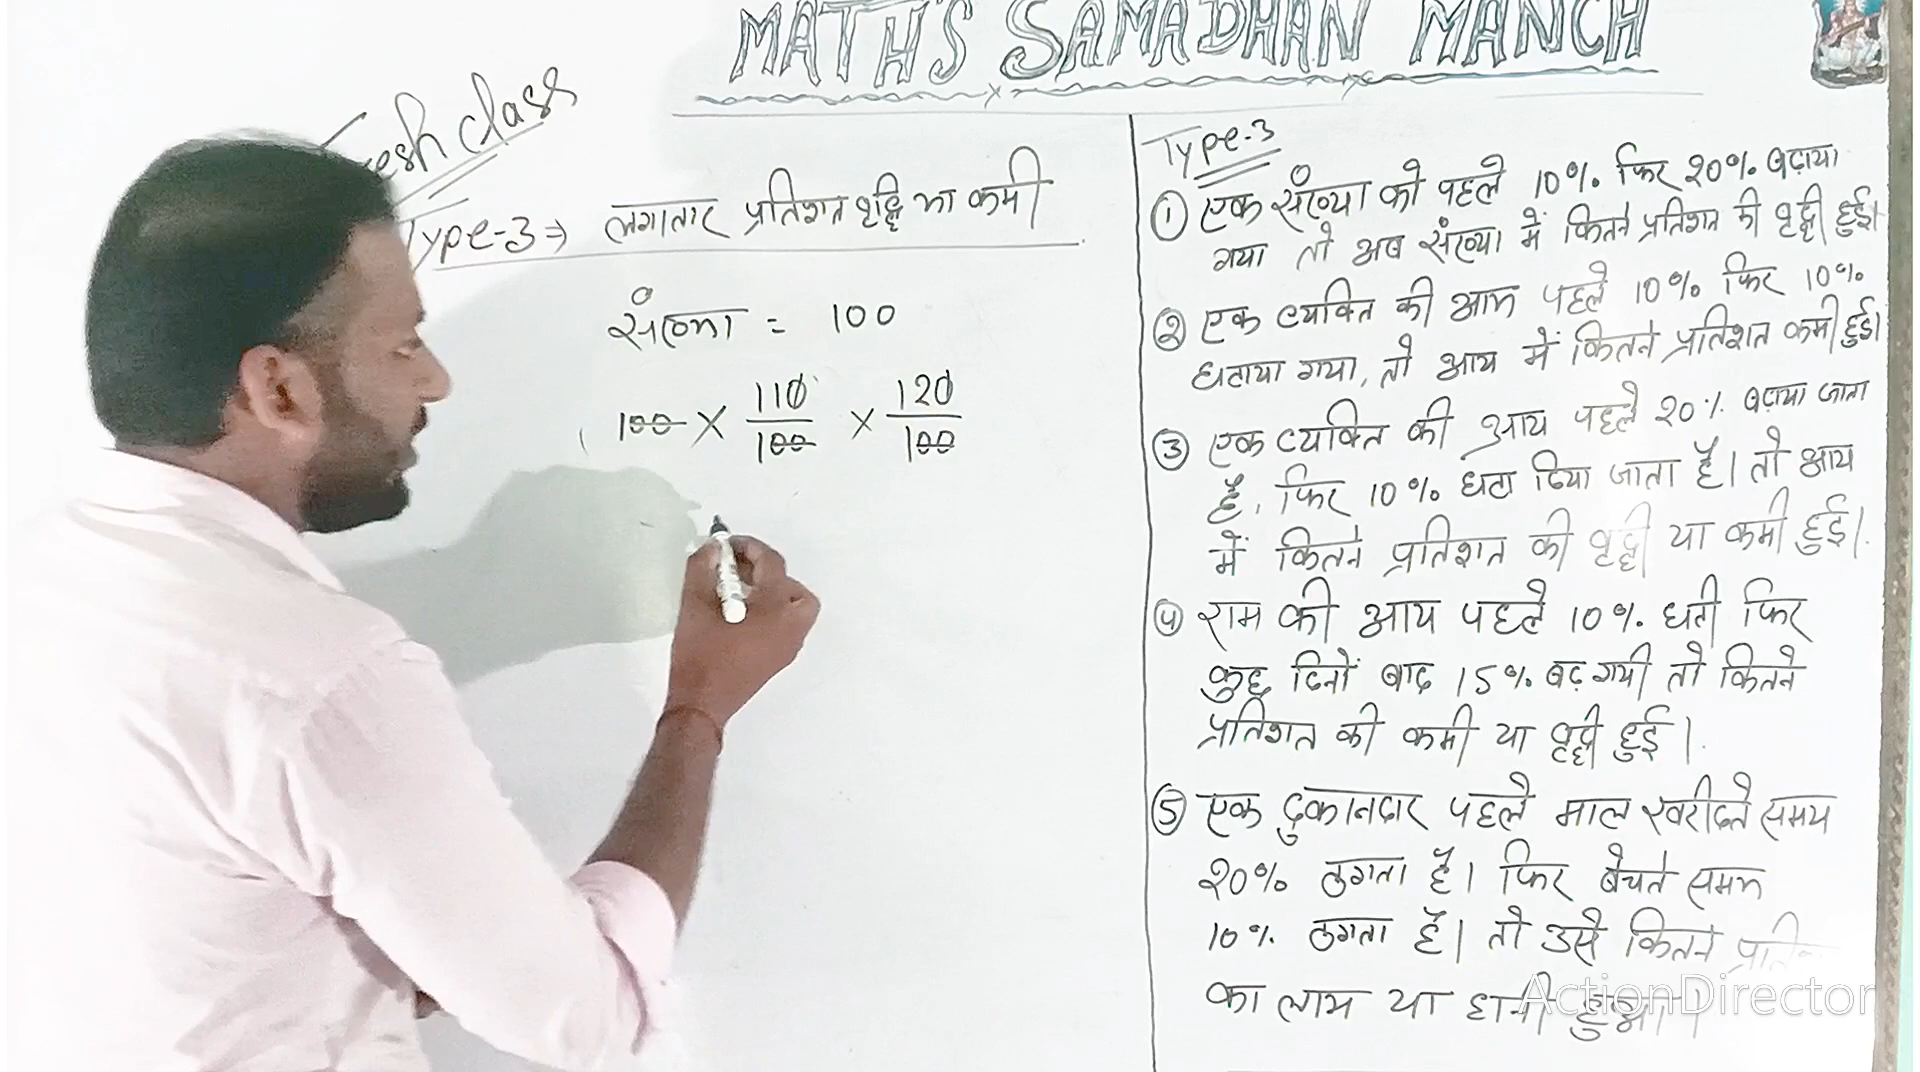 MATH'S SAMADHAN MANCH
esh class
Type-3⇒ लगातार प्रतिशत वृद्धि या कमी
संख्या = 100
100 × 110/100 × 120/100
Type-3
① एक संख्या को पहले 10% फिर 20% बढ़ाया
गया तो अब संख्या में कितने प्रतिशत की वृद्धी हुई।
② एक व्यक्ति की आय पहले 10% फिर 10%
घटाया गया, तो आय में कितने प्रतिशत कमी हुई।
③ एक व्यक्ति की आय पहले 20% बढ़ाया जाता
है, फिर 10% घटा दिया जाता है। तो आय
में कितने प्रतिशत की वृद्धी या कमी हुई।
④ राम की आय पहले 10% घटी फिर
कुछ दिनों बाद 15% बढ़ गयी तो कितने
प्रतिशत की कमी या वृद्धी हुई।
⑤ एक दुकानदार पहले माल खरीदते समय
20% ठगता है। फिर बेचते समय
10% ठगता है। तो उसे कितने
का लाभ या हानी हुआ।
ActionDirector